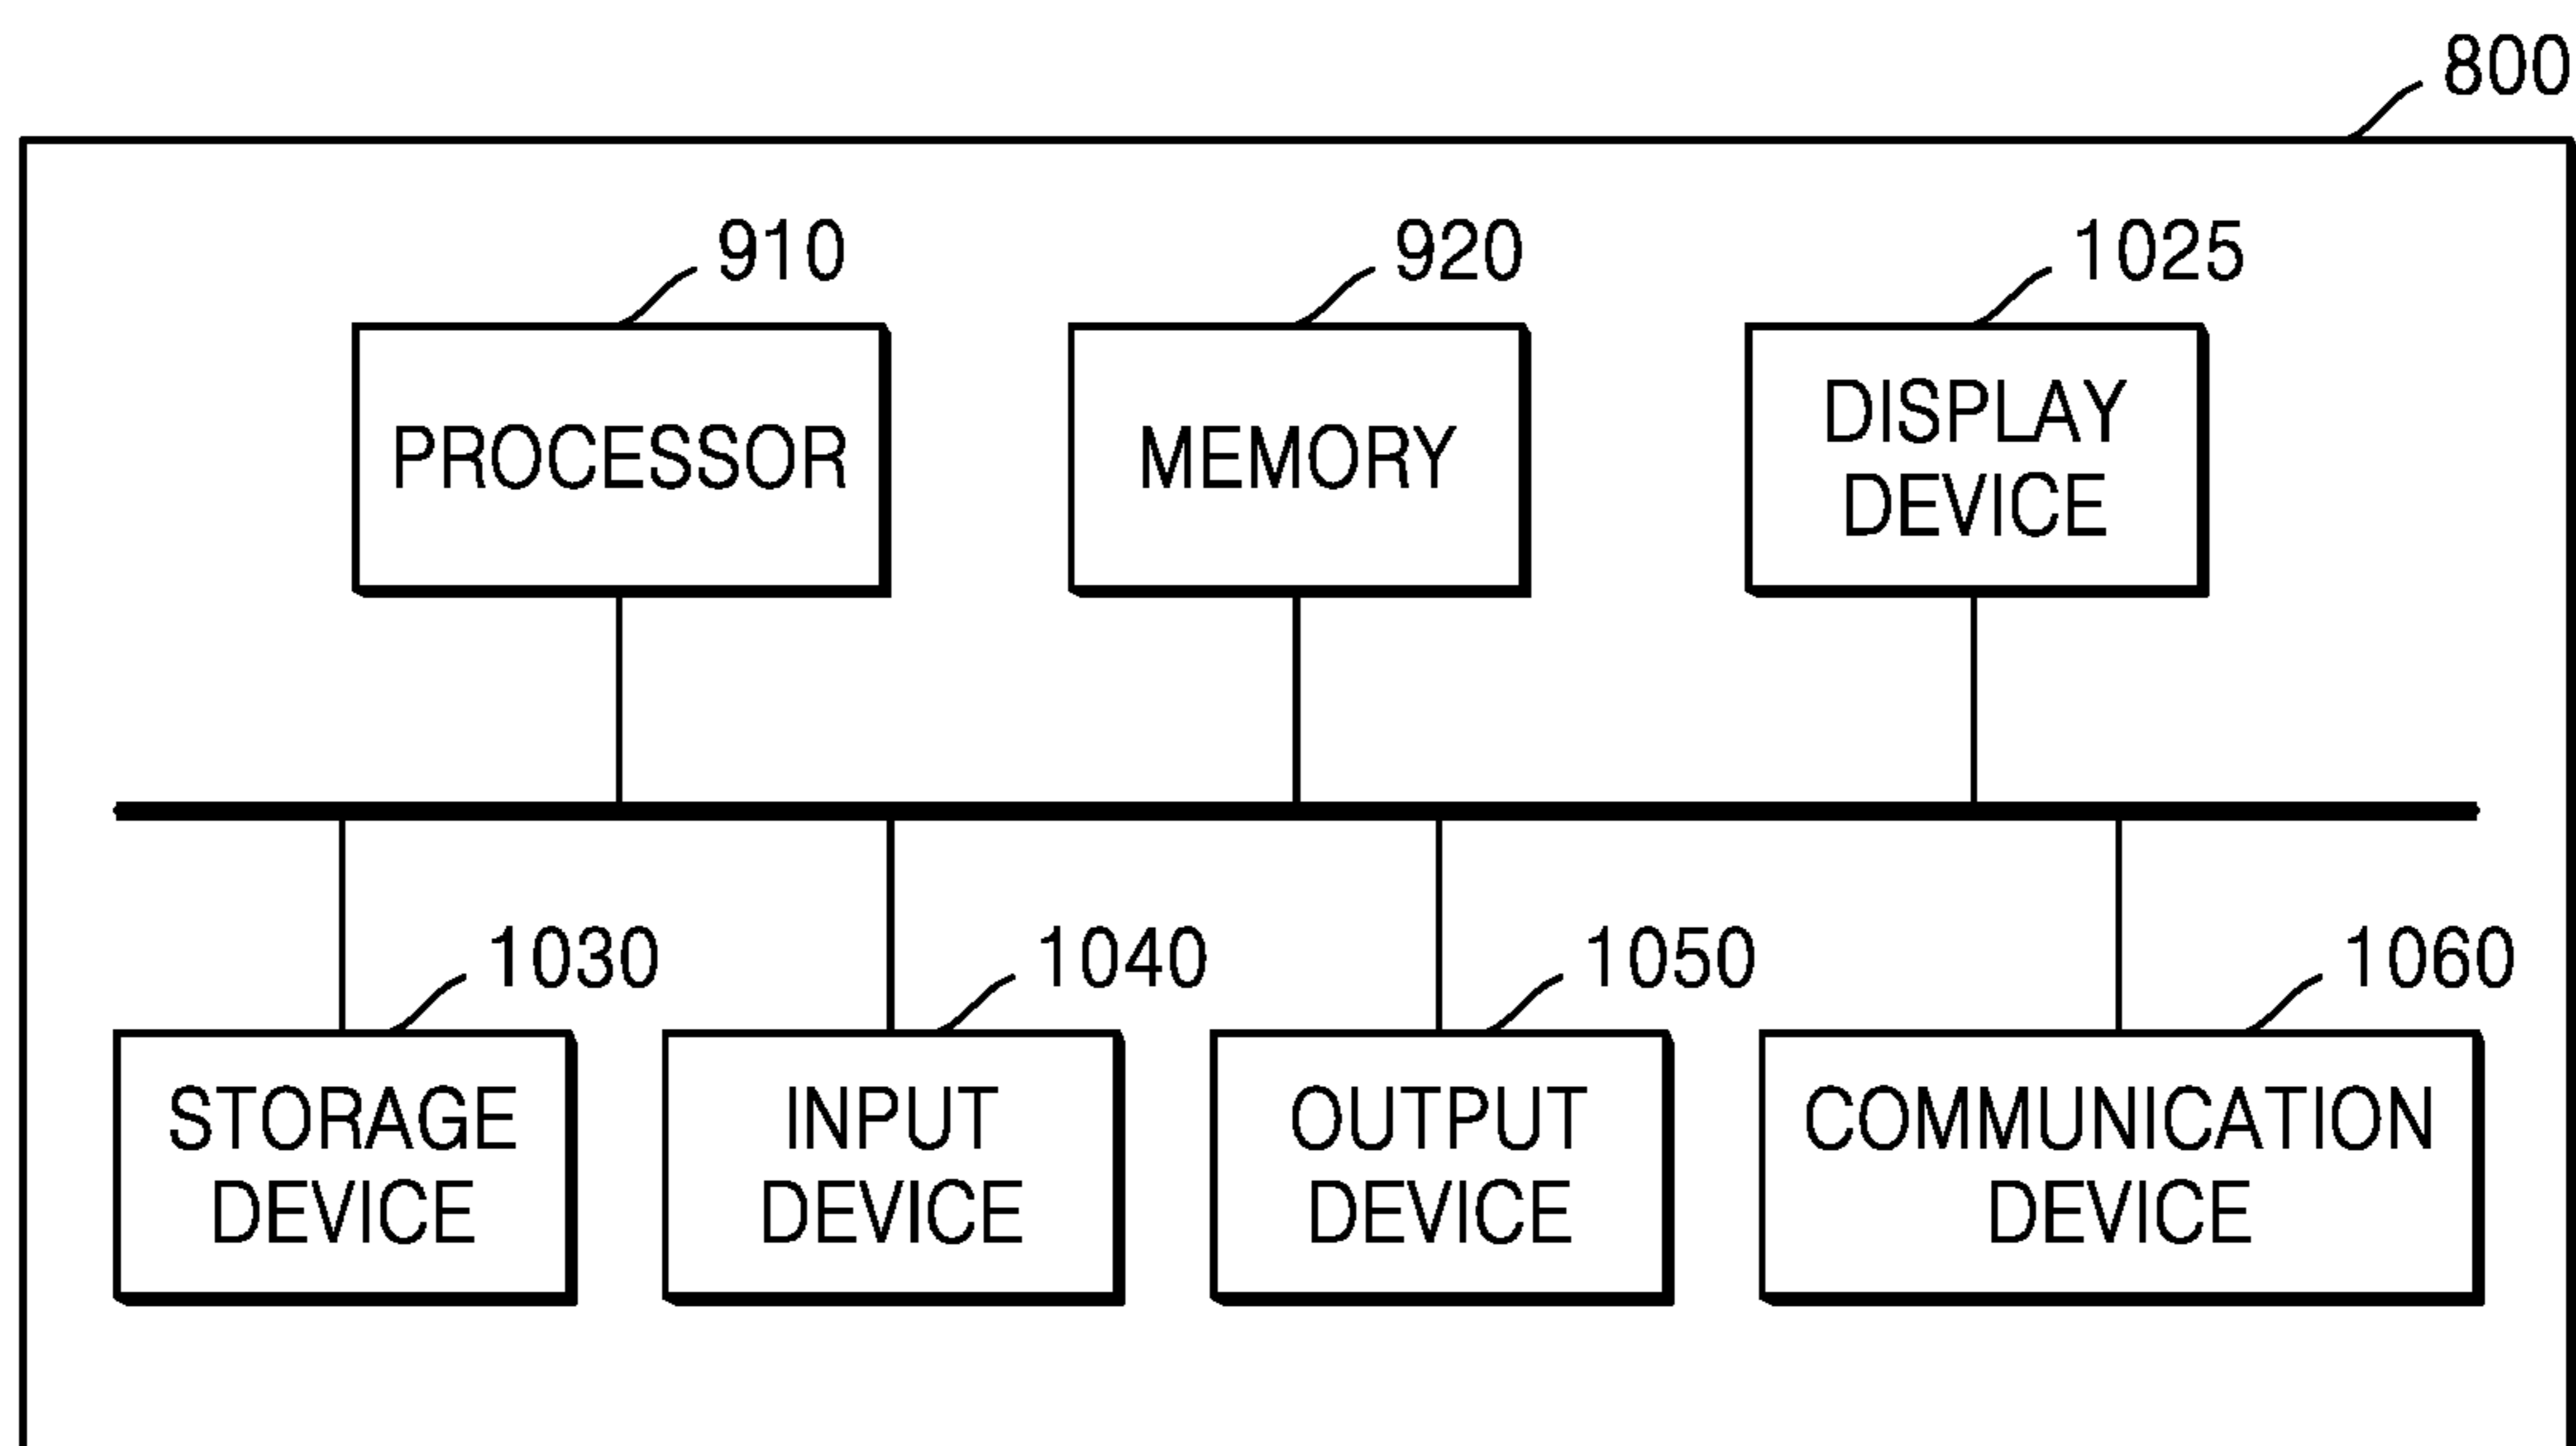 800
910
920
1025
PROCESSOR
MEMORY
DISPLAY
DEVICE
1030
1040
1050
1060
STORAGE
DEVICE
INPUT
DEVICE
OUTPUT
DEVICE
COMMUNICATION
DEVICE